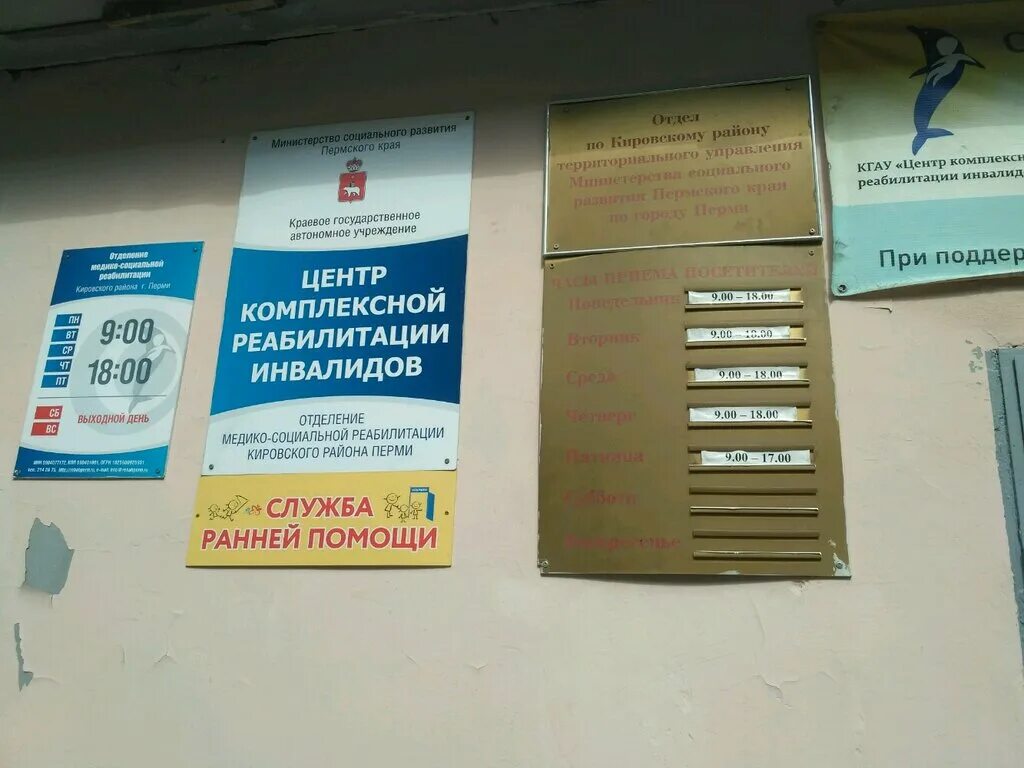 Отделение
медико-социальной
реабилитации
Кировского района г. Перми
ПН
ВТ
СР
ЧТ
ПТ
9:00
18:00
СБ
ВС
ВЫХОДНОЙ ДЕНЬ
Министерство социального развития
Пермского края
Краевое государственное
автономное учреждение
ЦЕНТР
КОМПЛЕКСНОЙ
РЕАБИЛИТАЦИИ
ИНВАЛИДОВ
ОТДЕЛЕНИЕ
МЕДИКО-СОЦИАЛЬНОЙ РЕАБИЛИТАЦИИ
КИРОВСКОГО РАЙОНА ПЕРМИ
СЛУЖБА
РАННЕЙ ПОМОЩИ
Отдел
по Кировскому району
территориального управления
Министерства социального
развития Пермского края
по городу Перми
ЧАСЫ ПРИЕМА ПОСЕТИТЕЛЕЙ
Понедельник 9.00 – 18.00
Вторник 9.00 – 18.00
Среда 9.00 – 18.00
Четверг 9.00 – 18.00
Пятница 9.00 – 17.00
Суббота
Воскресенье
С
КГАУ «Центр комплексн
реабилитации инвалид
При поддер